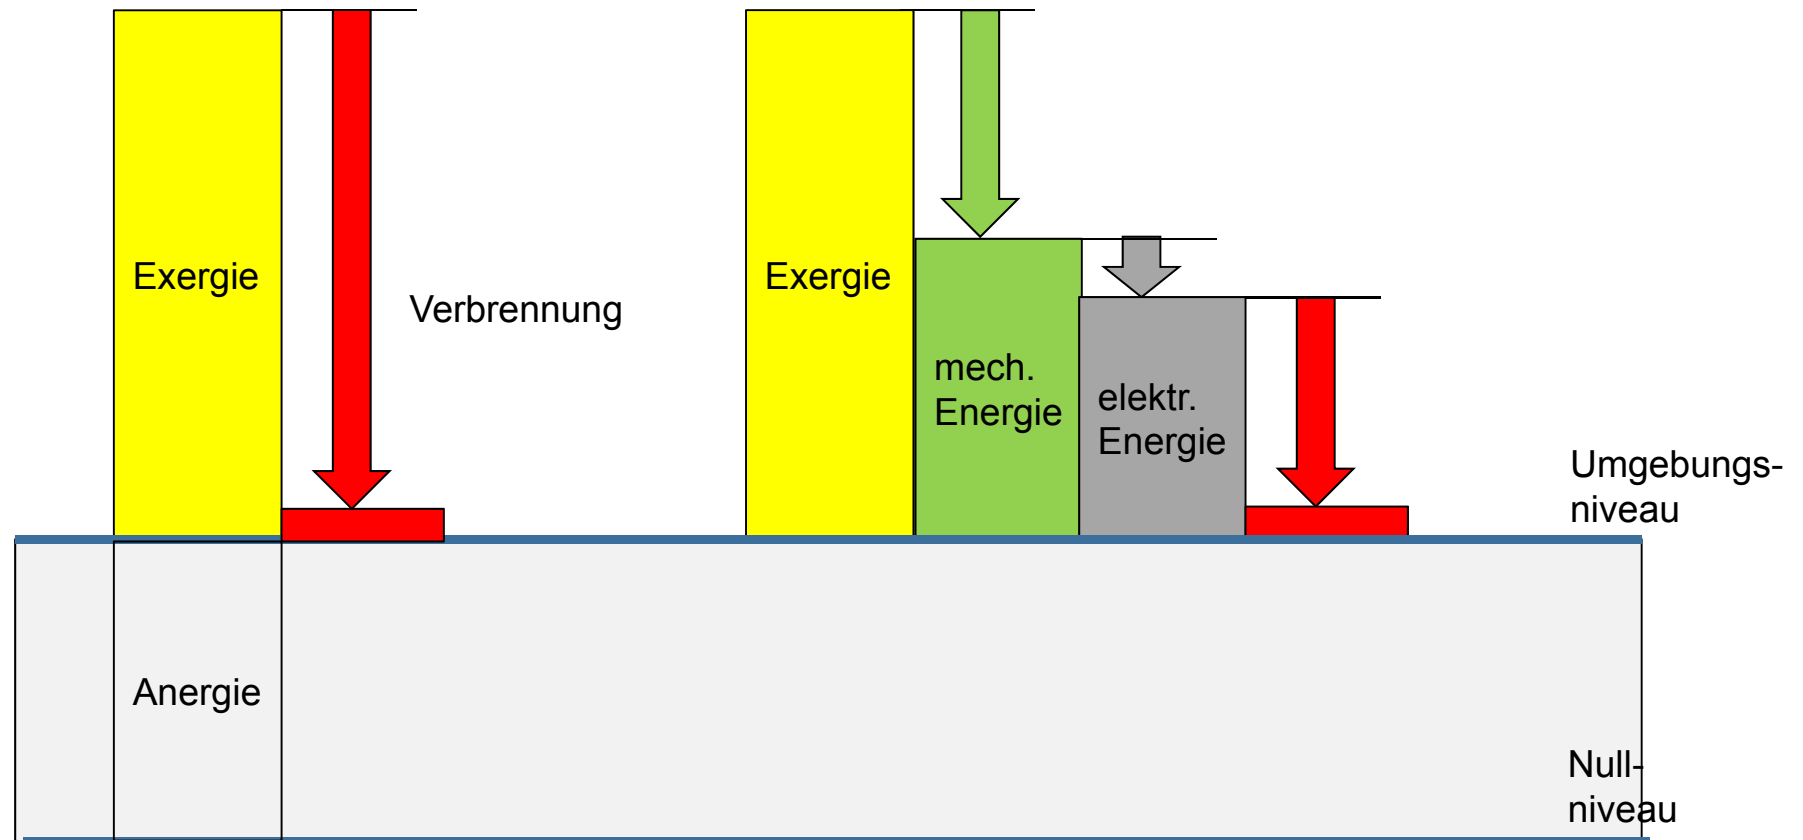 Exergie
Verbrennung
Exergie
mech.
Energie
elektr.
Energie
Umgebungs-
niveau
Anergie
Null-
niveau